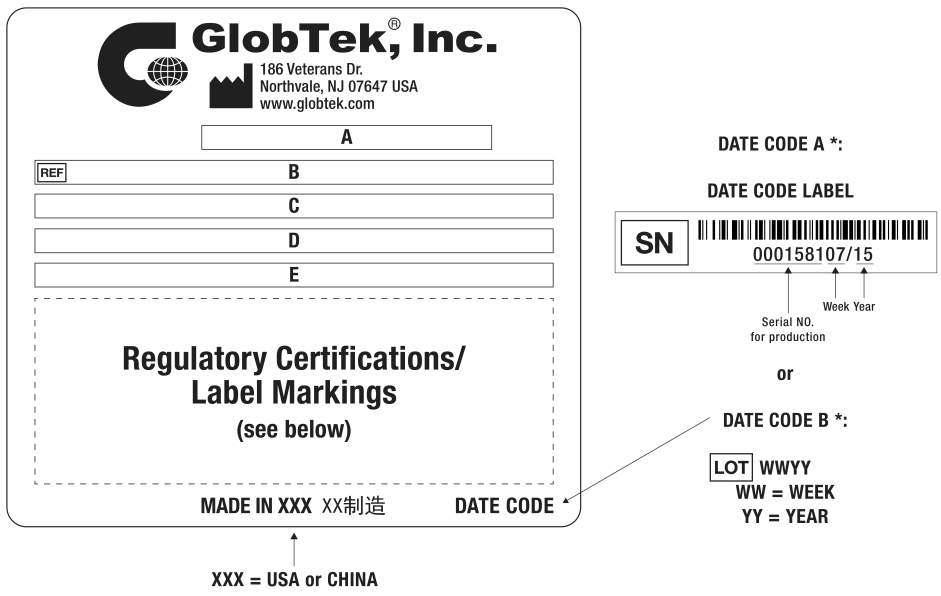 GlobTek, Inc.®
186 Veterans Dr.
Northvale, NJ 07647 USA
www.globtek.com
A
REF B
C
D
E
Regulatory Certifications/
Label Markings
(see below)
MADE IN XXX XX制造 DATE CODE
XXX = USA or CHINA
DATE CODE A *:
DATE CODE LABEL
SN
00015810​7/15
Serial NO.
for production
Week Year
or
DATE CODE B *:
LOT WWYY
WW = WEEK
YY = YEAR